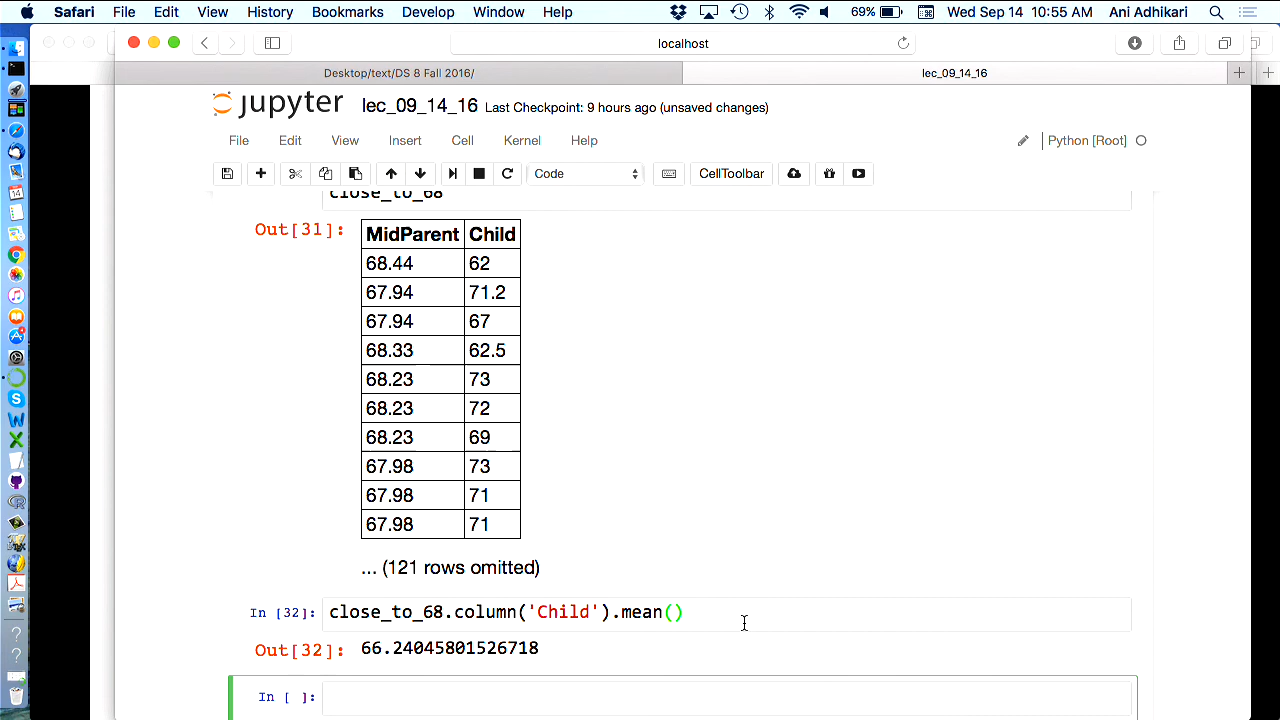 Safari File Edit View History Bookmarks Develop Window Help 69% Wed Sep 14 10:55 AM Ani Adhikari
localhost
Desktop/text/DS 8 Fall 2016/ lec_09_14_16
jupyter lec_09_14_16 Last Checkpoint: 9 hours ago (unsaved changes)
File Edit View Insert Cell Kernel Help Python [Root]
Code CellToolbar
close_to_68
Out[31]:
MidParent Child
68.44 62
67.94 71.2
67.94 67
68.33 62.5
68.23 73
68.23 72
68.23 69
67.98 73
67.98 71
67.98 71
... (121 rows omitted)
In [32]: close_to_68.column('Child').mean()
Out[32]: 66.24045801526718
In [ ]: